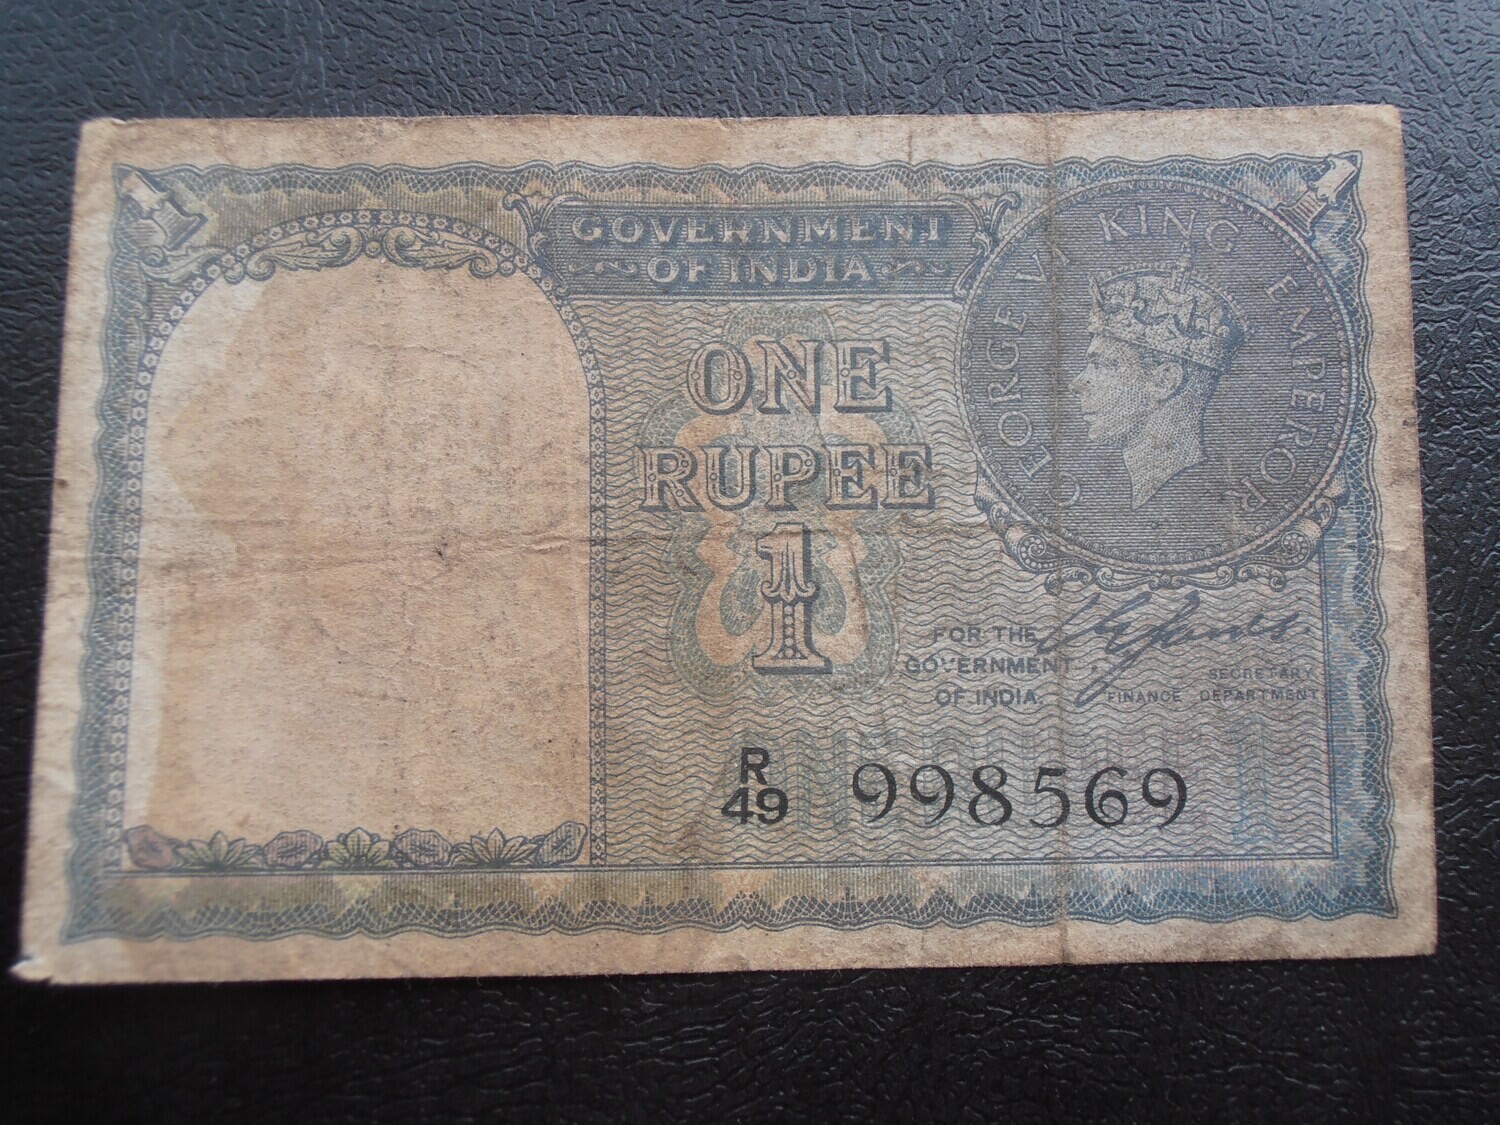 GOVERNMENT
OF INDIA
GEORGE VI KING EMPEROR
ONE
RUPEE
1
FOR THE
GOVERNMENT
OF INDIA.
SECRETARY
FINANCE DEPARTMENT
R
49 998569